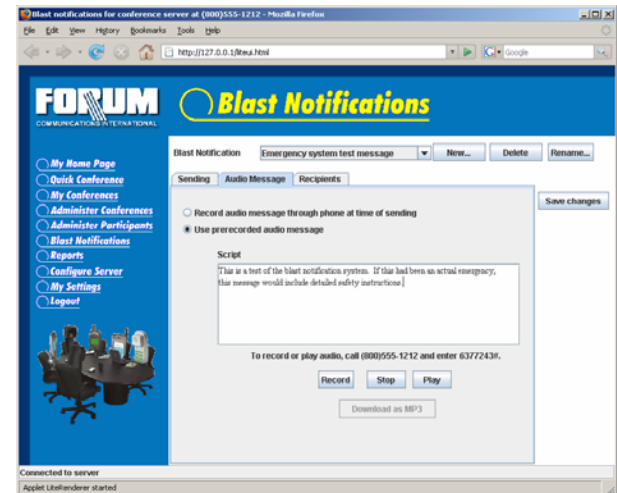 Blast notifications for conference server at (800)555-1212 - Mozilla Firefox
File Edit View History Bookmarks Tools Help
http://127.0.0.1/liteui.html
Google
FORUM
COMMUNICATIONS INTERNATIONAL
Blast Notifications
My Home Page
Quick Conference
My Conferences
Administer Conferences
Administer Participants
Blast Notifications
Reports
Configure Server
My Settings
Logout
Blast Notification Emergency system test message New... Delete Rename...
Sending Audio Message Recipients
Save changes
Record audio message through phone at time of sending
Use prerecorded audio message
Script
This is a test of the blast notification system. If this had been an actual emergency,
this message would include detailed safety instructions.
To record or play audio, call (800)555-1212 and enter 6377243#.
Record Stop Play
Download as MP3
Connected to server
Applet LiteRenderer started